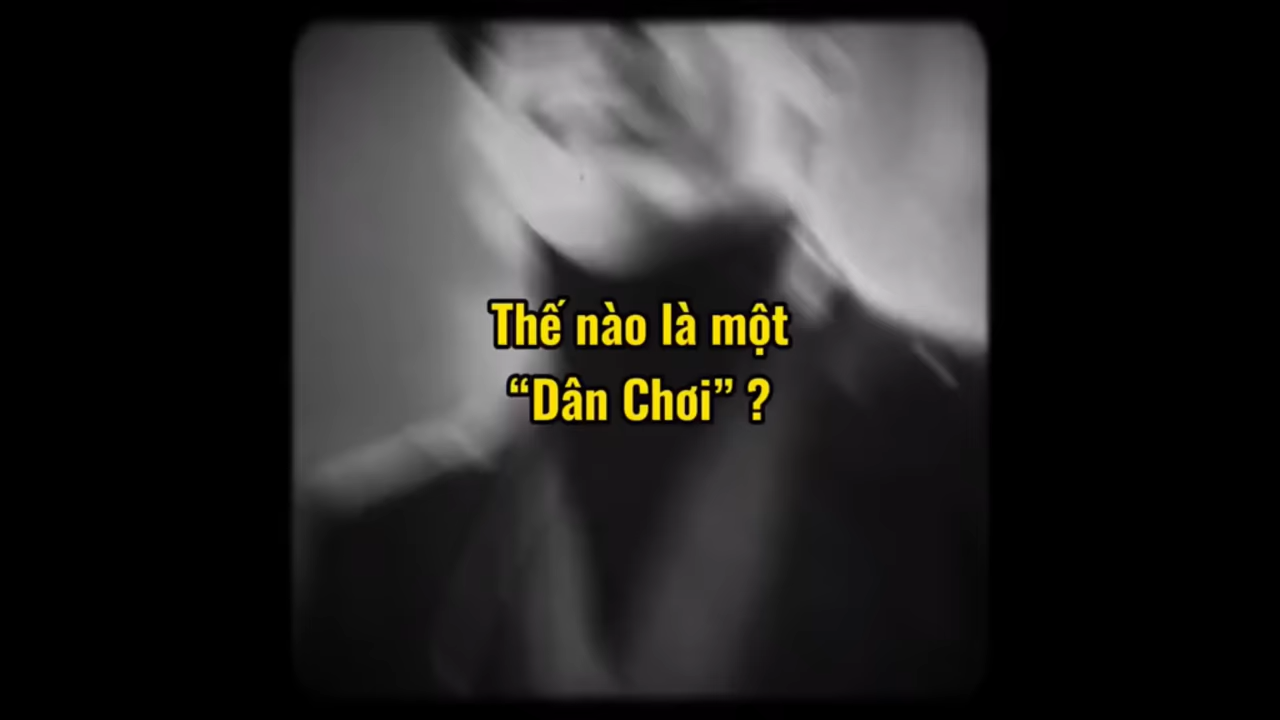 Thế nào là một
“Dân Chơi” ?